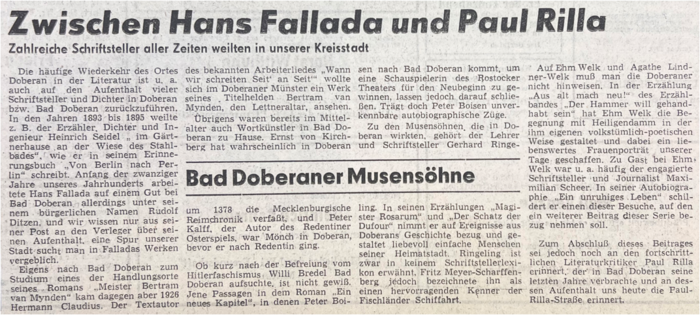 Zwischen Hans Fallada und Paul Rilla
Zahlreiche Schriftsteller aller Zeiten weilten in unserer Kreisstadt
Die häufige Wiederkehr des Ortes
Doberan in der Literatur ist u. a.
auch auf den Aufenthalt vieler
Schriftsteller und Dichter in Doberan
bzw. Bad Doberan zurückzuführen.
In den Jahren 1893 bis 1895 weilte
z. B. der Erzähler, Dichter und In-
genieur Heinrich Seidel „im Gärt-
nerhause an der Wiese des Stahl-
bades", wie er in seinem Erinne-
rungsbuch „Von Berlin nach Per-
lin" schreibt. Anfang der zwanziger
Jahre unseres Jahrhunderts arbei-
tete Hans Fallada auf einem Gut bei
Bad Doberan allerdings unter sei-
nem bürgerlichen Namen Rudolf
Ditzen, und wir wissen nur aus sei-
ner Post an den Verleger über sei-
nen Aufenthalt, eine Spur unserer
Stadt sucht man in Falladas Werken
vergeblich.
Eigens nach Bad Doberan zum
Studium eines der Handlungsorte
seines Romans „Meister Bertram
van Mynden" kam dagegen aber 1926
Hermann Claudius. Der Textautor
des bekannten Arbeiterliedes „Wann
wir schreiten Seit' an Seit'" wollte
sich im Doberaner Münster ein Werk
seines Titelhelden Bertram van
Mynden, den Lettneraltar, ansehen.
Übrigens waren bereits im Mittel-
alter auch Wortkünstler in Bad Do-
beran zu Hause. Ernst von Kirch-
berg hat wahrscheinlich in Doberan
Bad Doberaner Musensöhne
um 1378 die Mecklenburgische
Reimchronik verfaßt, und Peter
Kalff, der Autor des Redentiner
Osterspiels, war Mönch in Doberan,
bevor er nach Redentin ging.
Ob kurz nach der Befreiung vom
Hitlerfaschismus Willi Bredel Bad
Doberan aufsuchte, ist nicht gewiß.
Jene Passagen in dem Roman „Ein
neues Kapitel", in denen Peter Boi-
sen nach Bad Doberan kommt, um
eine Schauspielerin des Rostocker
Theaters für den Neubeginn zu ge-
winnen, lassen jedoch darauf schlie-
ßen. Trägt doch Peter Boisen unver-
kennbare autobiographische Züge.
Zu den Musensöhnen, die in Do-
beran wirkten, gehört der Lehrer
und Schriftsteller Gerhard Ringe-
ling. In seinen Erzählungen „Magi-
ster Rosarum" und „Der Schatz der
Dufour" nimmt er auf Ereignisse aus
Doberans Geschichte bezug und ge-
staltet liebevoll einfache Menschen
seiner Heimatstadt. Ringeling ist
zwar in keinem Schriftstellerlexi-
kon erwähnt. Fritz Meyer-Scharffen-
berg jedoch bezeichnete ihn als
einen hervorragenden Kenner der
Fischländer Schiffahrt.
Auf Ehm Welk und Agathe Lind-
ner-Welk muß man die Doberaner
nicht hinweisen. In der Erzählung
„Aus alt mach neu!" des Erzähl-
bandes „Der Hammer will gehand-
habt sein" hat Ehm Welk die Be-
gegnung mit Heiligendamm in der
ihm eigenen volkstümlich-poetischen
Weise gestaltet und dabei ein lie-
benswertes Frauenporträt unserer
Tage geschaffen. Zu Gast bei Ehm
Welk war u. a. häufig der engagierte
Schriftsteller und Journalist Maxi-
milian Scheer. In seiner Autobiogra-
phie „Ein unruhiges Leben" schil-
dert er einen dieser Besuche, auf den
ein weiterer Beitrag dieser Serie be-
zug nehmen soll.
Zum Abschluß dieses Beitrages
sei jedoch noch an den fortschrittli-
chen Literaturkritiker Paul Rilla
erinnert, der in Bad Doberan seine
letzten Jahre verbrachte und an des-
sen Aufenthalt uns heute die Paul-
Rilla-Straße erinnert.